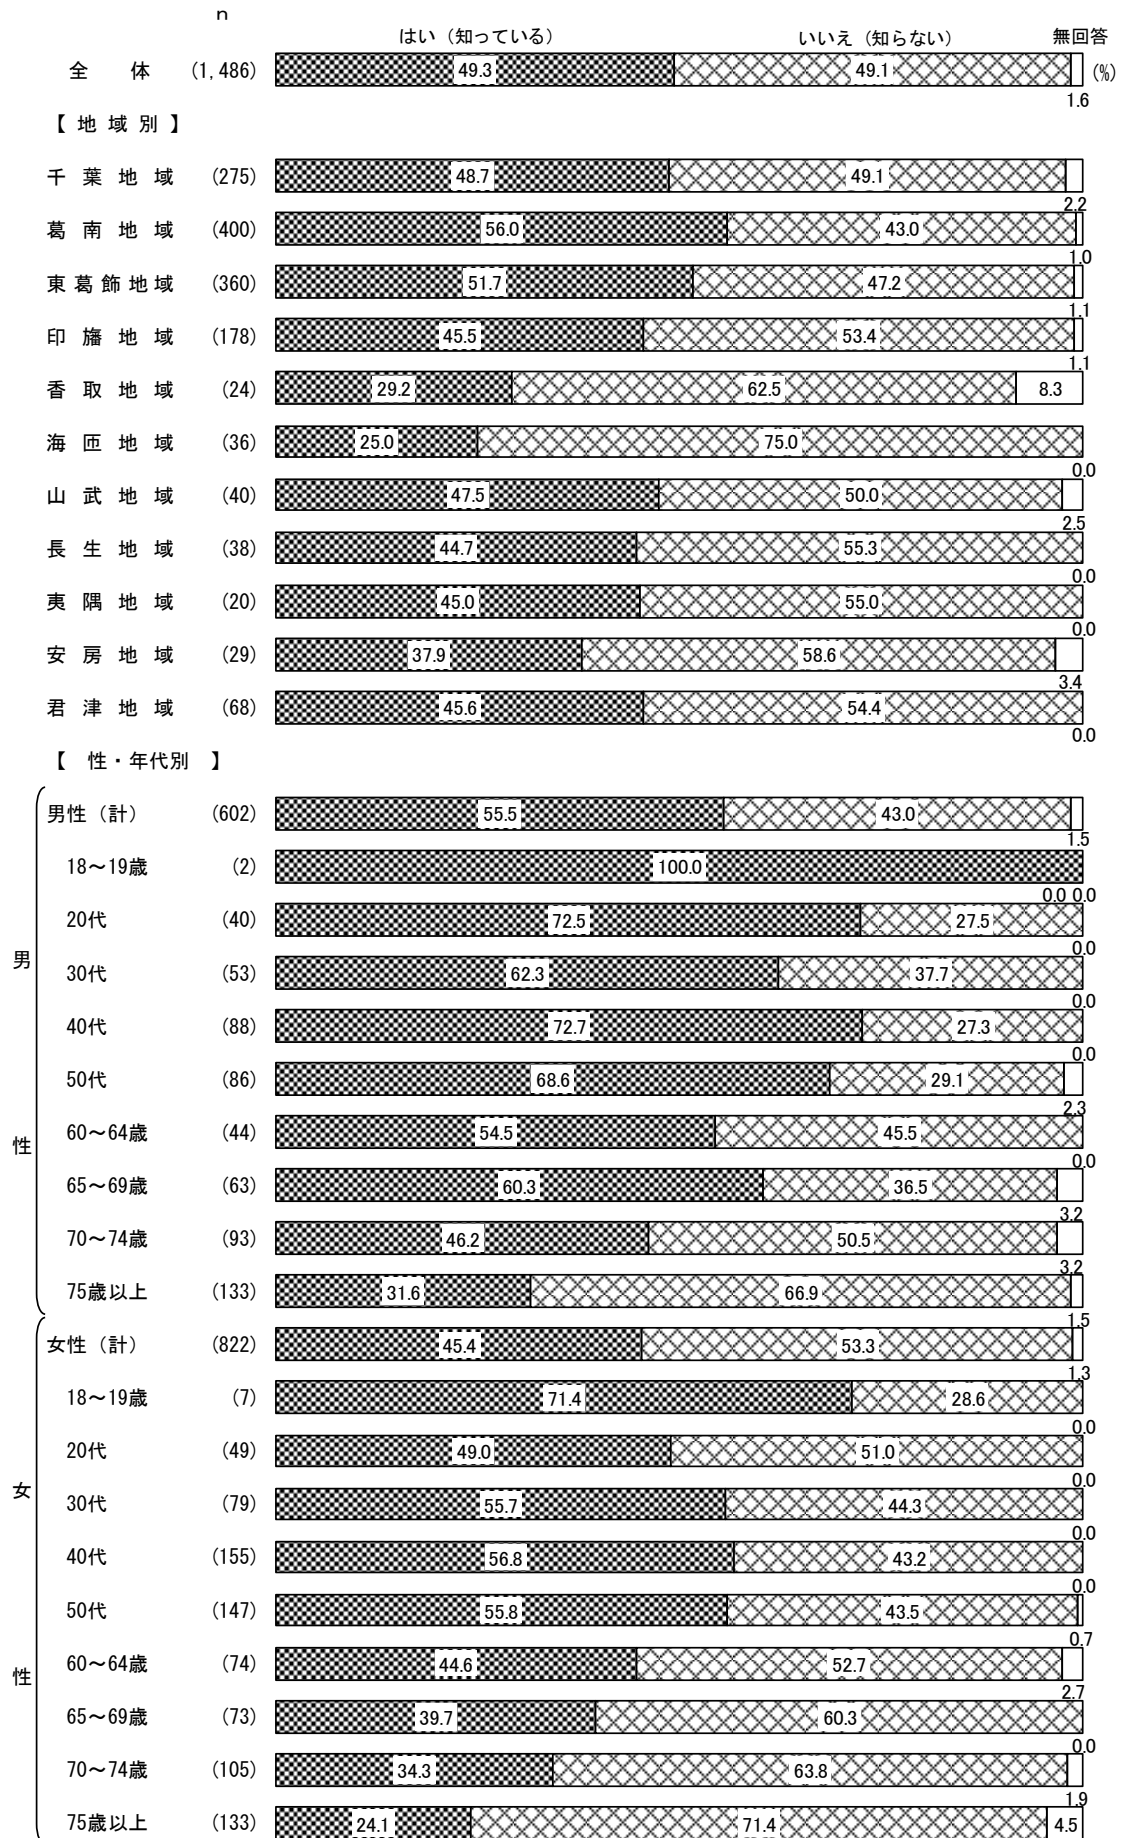 n
はい（知っている） いいえ（知らない） 無回答
全体 (1,486) 49.3 49.1 (%)
1.6
【地域別】
千葉地域 (275) 48.7 49.1
2.2
葛南地域 (400) 56.0 43.0
1.0
東葛飾地域 (360) 51.7 47.2
1.1
印旛地域 (178) 45.5 53.4
1.1
香取地域 (24) 29.2 62.5 8.3
海匝地域 (36) 25.0 75.0
0.0
山武地域 (40) 47.5 50.0
2.5
長生地域 (38) 44.7 55.3
0.0
夷隅地域 (20) 45.0 55.0
0.0
安房地域 (29) 37.9 58.6
3.4
君津地域 (68) 45.6 54.4
0.0
【 性・年代別 】
男性（計） (602) 55.5 43.0
1.5
18～19歳 (2) 100.0
0.0 0.0
20代 (40) 72.5 27.5
0.0
男
30代 (53) 62.3 37.7
0.0
40代 (88) 72.7 27.3
0.0
50代 (86) 68.6 29.1
2.3
60～64歳 (44) 54.5 45.5
0.0
性
65～69歳 (63) 60.3 36.5
3.2
70～74歳 (93) 46.2 50.5
3.2
75歳以上 (133) 31.6 66.9
1.5
女性（計） (822) 45.4 53.3
1.3
18～19歳 (7) 71.4 28.6
0.0
20代 (49) 49.0 51.0
0.0
女
30代 (79) 55.7 44.3
0.0
40代 (155) 56.8 43.2
0.0
50代 (147) 55.8 43.5
0.7
60～64歳 (74) 44.6 52.7
2.7
性
65～69歳 (73) 39.7 60.3
0.0
70～74歳 (105) 34.3 63.8
1.9
75歳以上 (133) 24.1 71.4 4.5